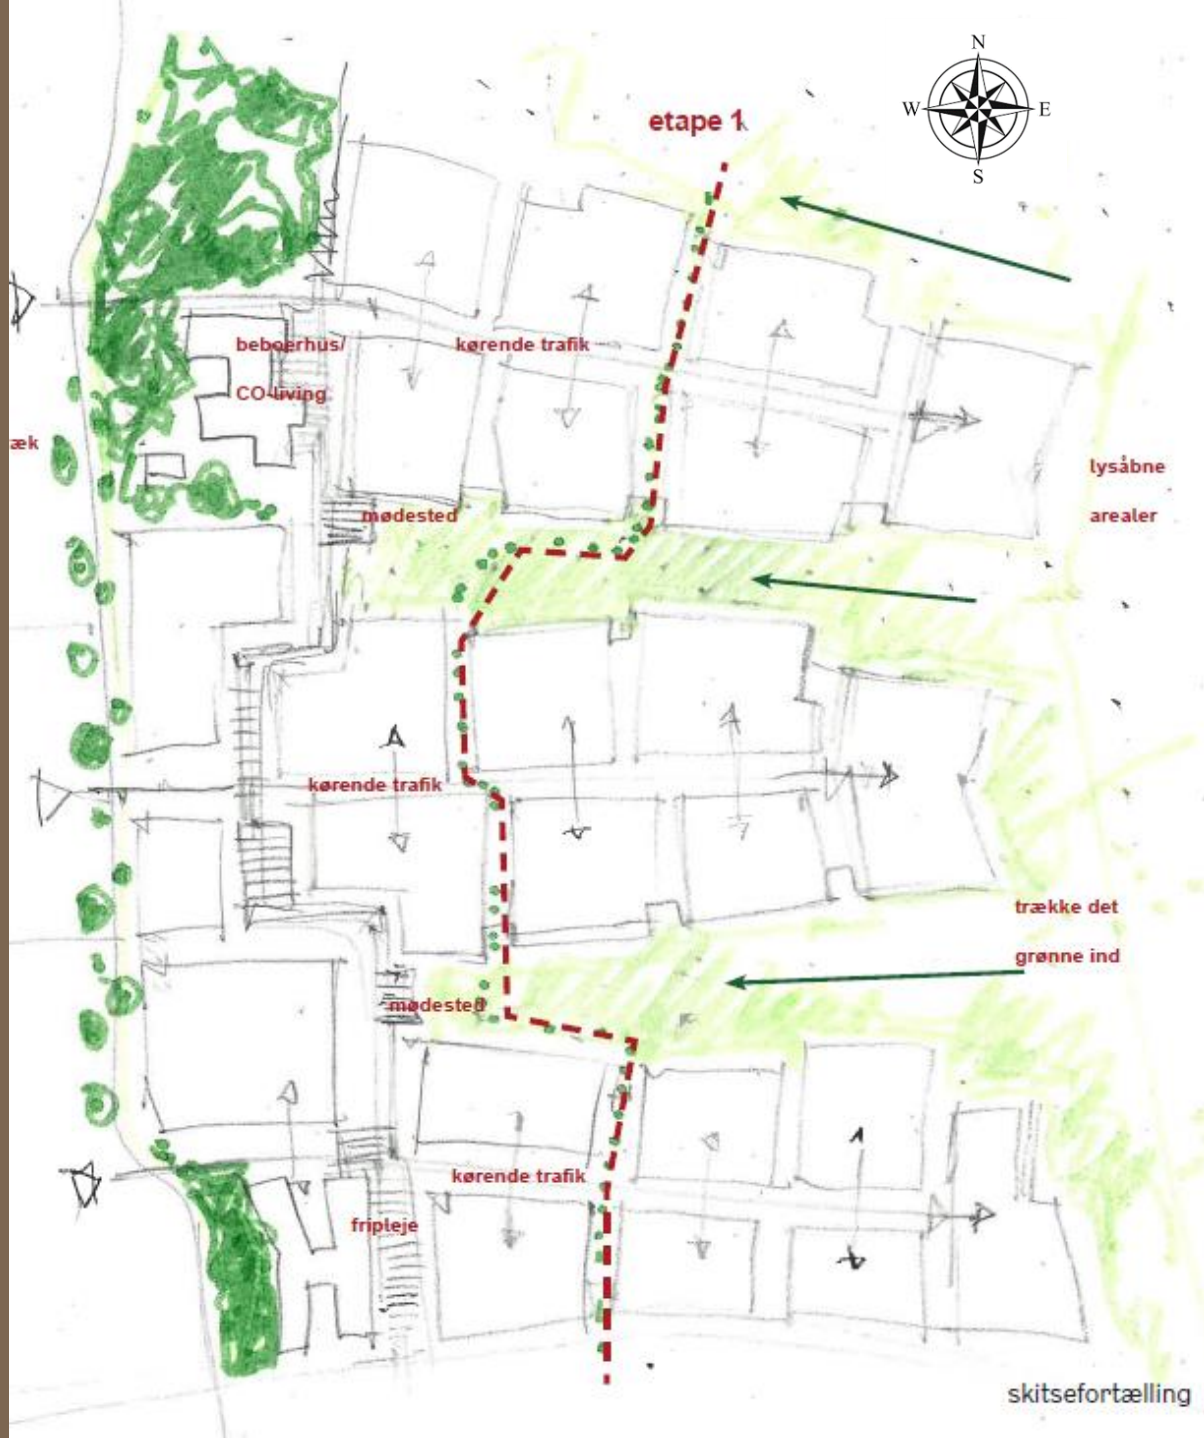 N
W E
S
etape 1
beboerhus/
CO-living
kørende trafik
æk
lysåbne
arealer
mødested
kørende trafik
trække det
grønne ind
mødested
kørende trafik
fripleje
skitsefortælling